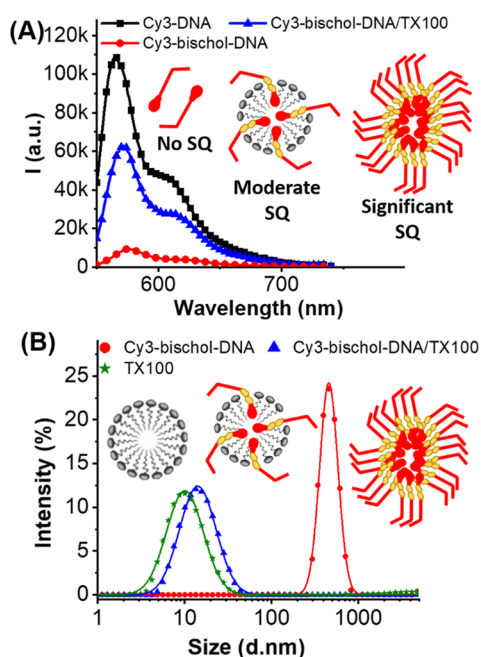 (A)
Cy3-DNA Cy3-bischol-DNA/TX100
Cy3-bischol-DNA
120k
100k
80k
60k
40k
20k
0
I (a.u.)
No SQ
Moderate
SQ
Significant
SQ
600 700
Wavelength (nm)
(B)
Cy3-bischol-DNA Cy3-bischol-DNA/TX100
TX100
25
20
15
10
5
0
Intensity (%)
1 10 100 1000
Size (d.nm)